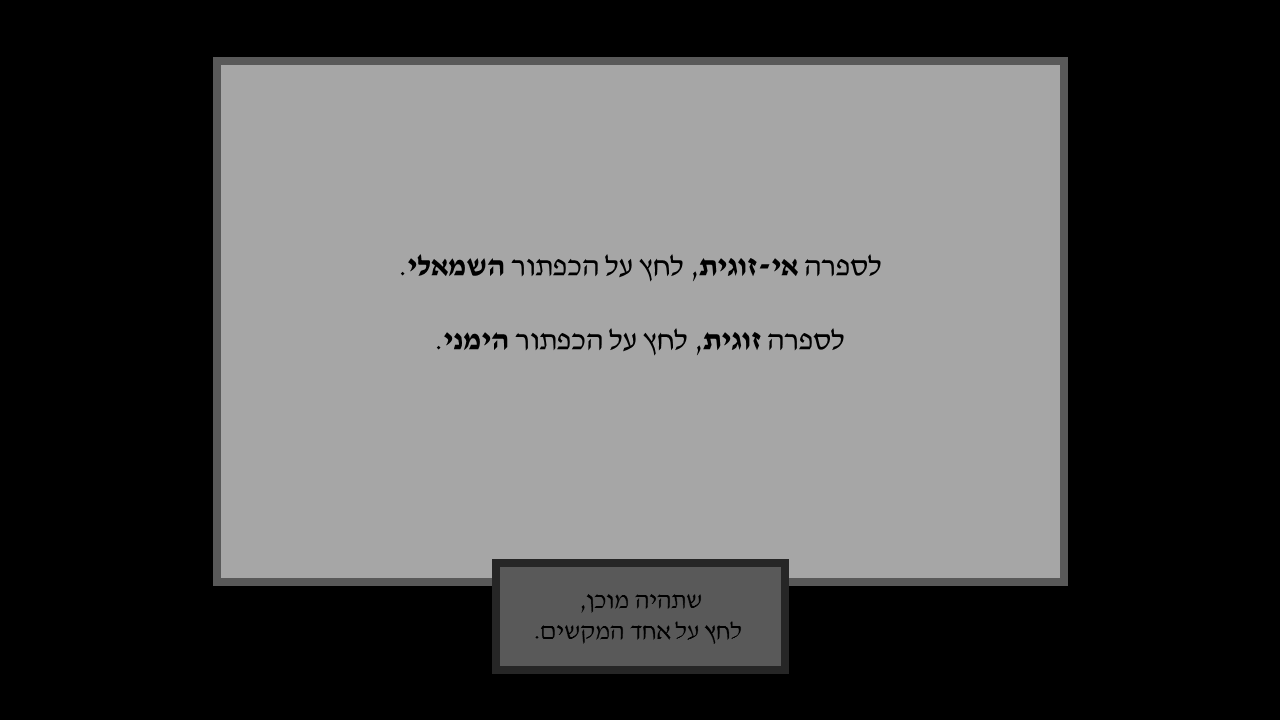 לספרה אי-זוגית, לחץ על הכפתור השמאלי.
לספרה זוגית, לחץ על הכפתור הימני.
שתהיה מוכן,
לחץ על אחד המקשים.